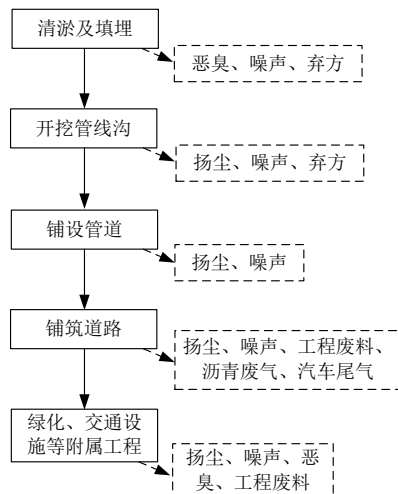 清淤及填埋
恶臭、噪声、弃方
开挖管线沟
扬尘、噪声、弃方
铺设管道
扬尘、噪声
铺筑道路
扬尘、噪声、工程废料、
沥青废气、汽车尾气
绿化、交通设
施等附属工程
扬尘、噪声、恶
臭、工程废料